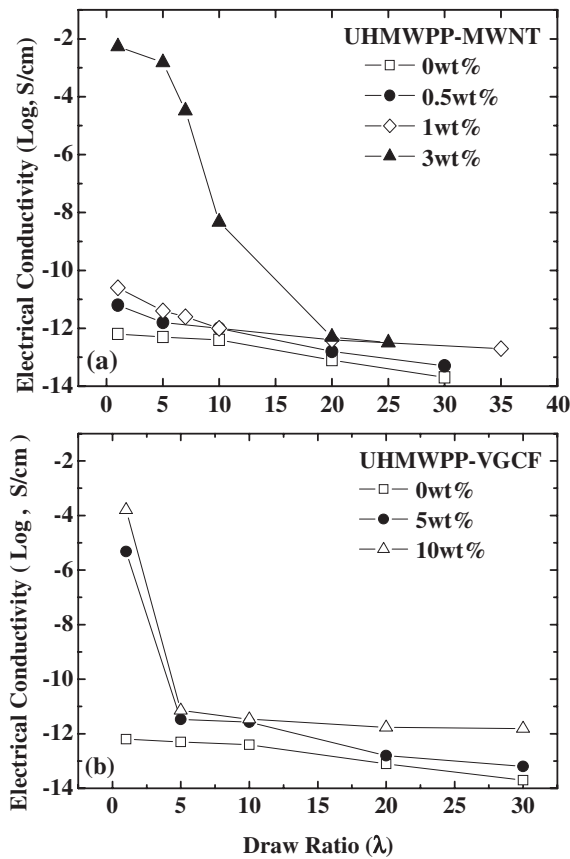 UHMWPP-MWNT
0wt%
0.5wt%
1wt%
3wt%
Electrical Conductivity (Log, S/cm)
-2
-4
-6
-8
-10
-12
-14
(a)
0 5 10 15 20 25 30 35 40
UHMWPP-VGCF
0wt%
5wt%
10wt%
Electrical Conductivity ( Log , S/cm )
-2
-4
-6
-8
-10
-12
-14
(b)
0 5 10 15 20 25 30
Draw Ratio (λ)